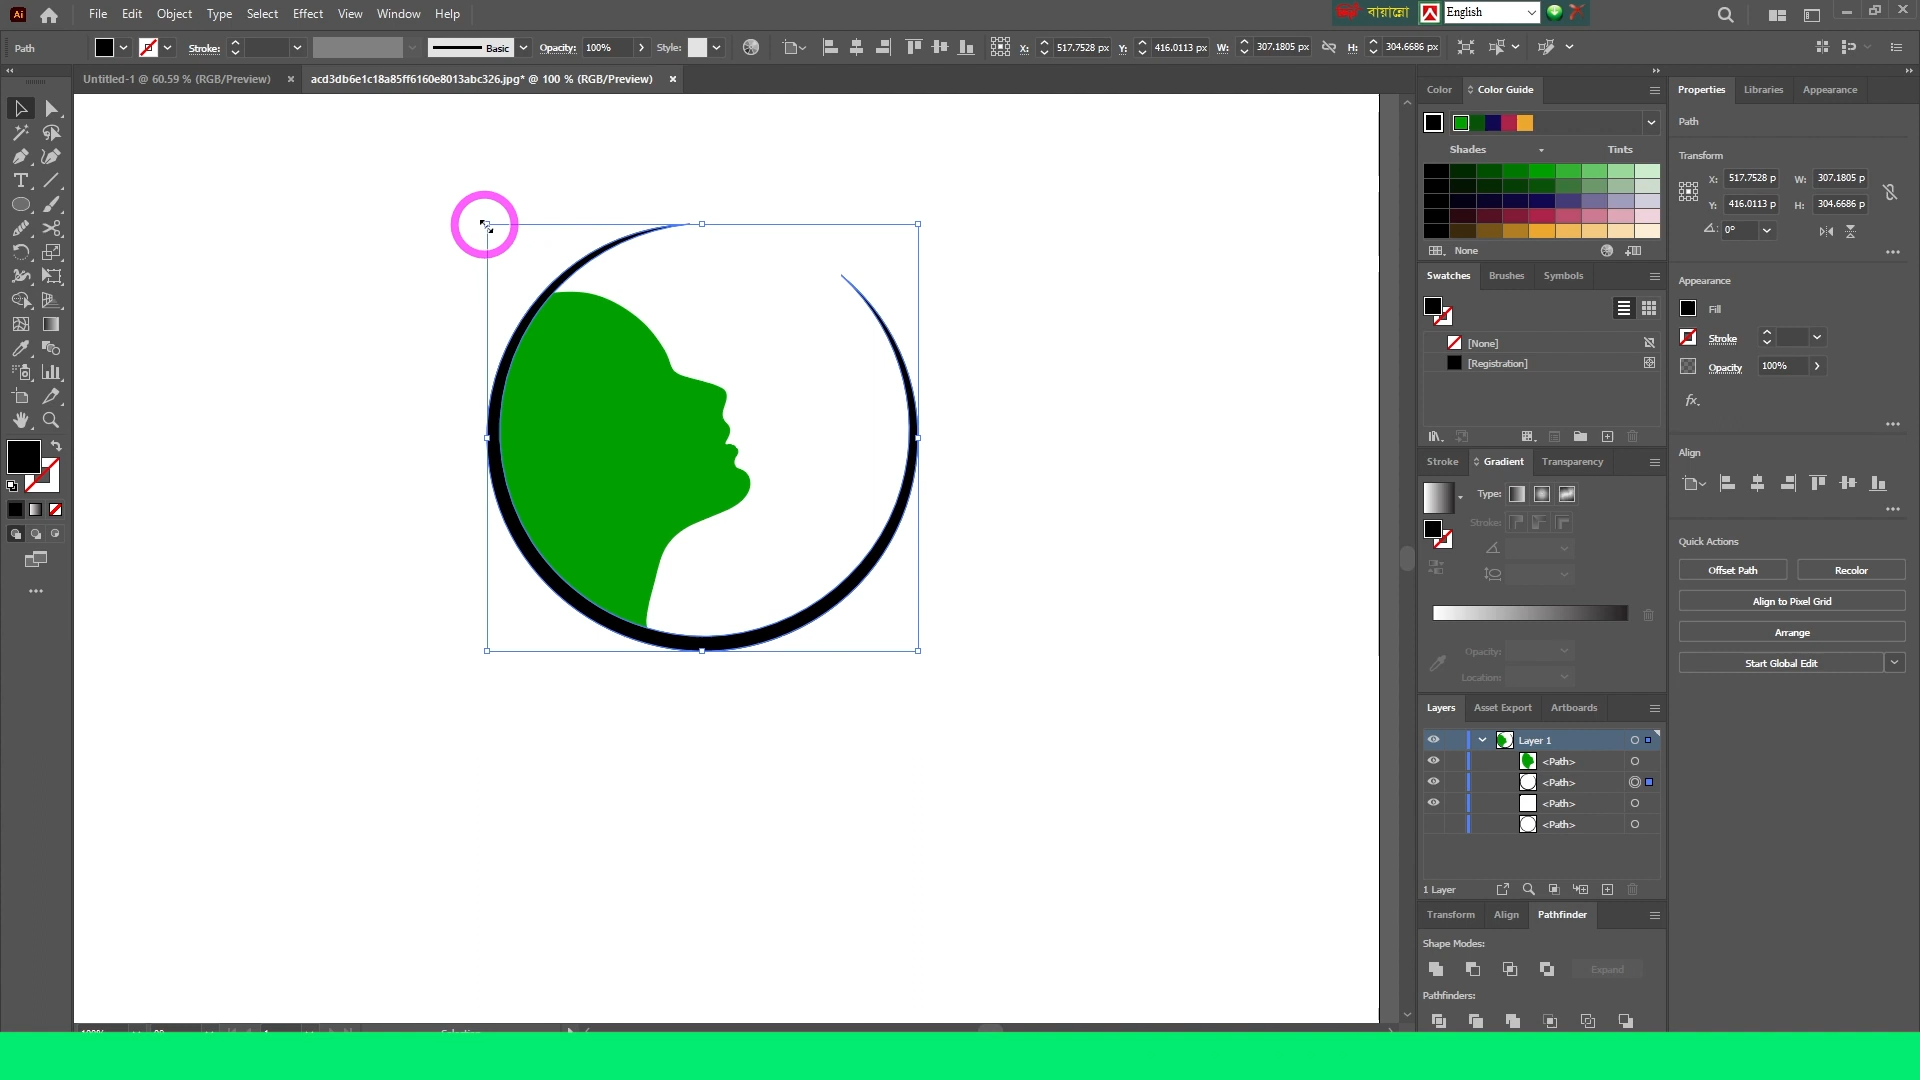 Ai File Edit Object Type Select Effect View Window Help
বায়ান্নো English
Path Stroke: Basic Opacity: 100% Style: X: 517.7528 px Y: 416.0113 px W: 307.1805 px H: 304.6686 px
Untitled-1 @ 60.59 % (RGB/Preview) × acd3db6e1c18a85ff6160e8013abc326.jpg* @ 100 % (RGB/Preview) ×
Color Color Guide
Shades Tints
None
Swatches Brushes Symbols
[None]
[Registration]
Stroke Gradient Transparency
Type:
Stroke:
Opacity:
Location:
Layers Asset Export Artboards
Layer 1
<Path>
<Path>
<Path>
<Path>
1 Layer
Transform Align Pathfinder
Shape Modes:
Expand
Pathfinders:
Properties Libraries Appearance
Path
Transform
X: 517.7528 p W: 307.1805 p
Y: 416.0113 p H: 304.6686 p
0°
Appearance
Fill
Stroke
Opacity 100%
fx.
Align
Quick Actions
Offset Path Recolor
Align to Pixel Grid
Arrange
Start Global Edit